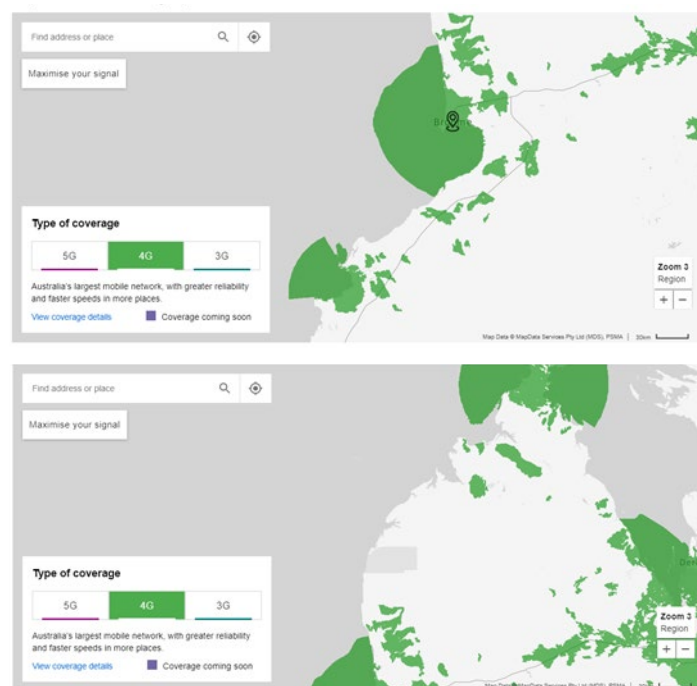 Find address or place
Maximise your signal
Type of coverage
5G
4G
3G
Australia's largest mobile network, with greater reliability
and faster speeds in more places.
View coverage details
Coverage coming soon
Zoom 3
Region
+
−
Map Data © MapData Services Pty Ltd (MDS), PSMA
20km
Find address or place
Maximise your signal
Type of coverage
5G
4G
3G
Australia's largest mobile network, with greater reliability
and faster speeds in more places.
View coverage details
Coverage coming soon
Zoom 3
Region
+
−